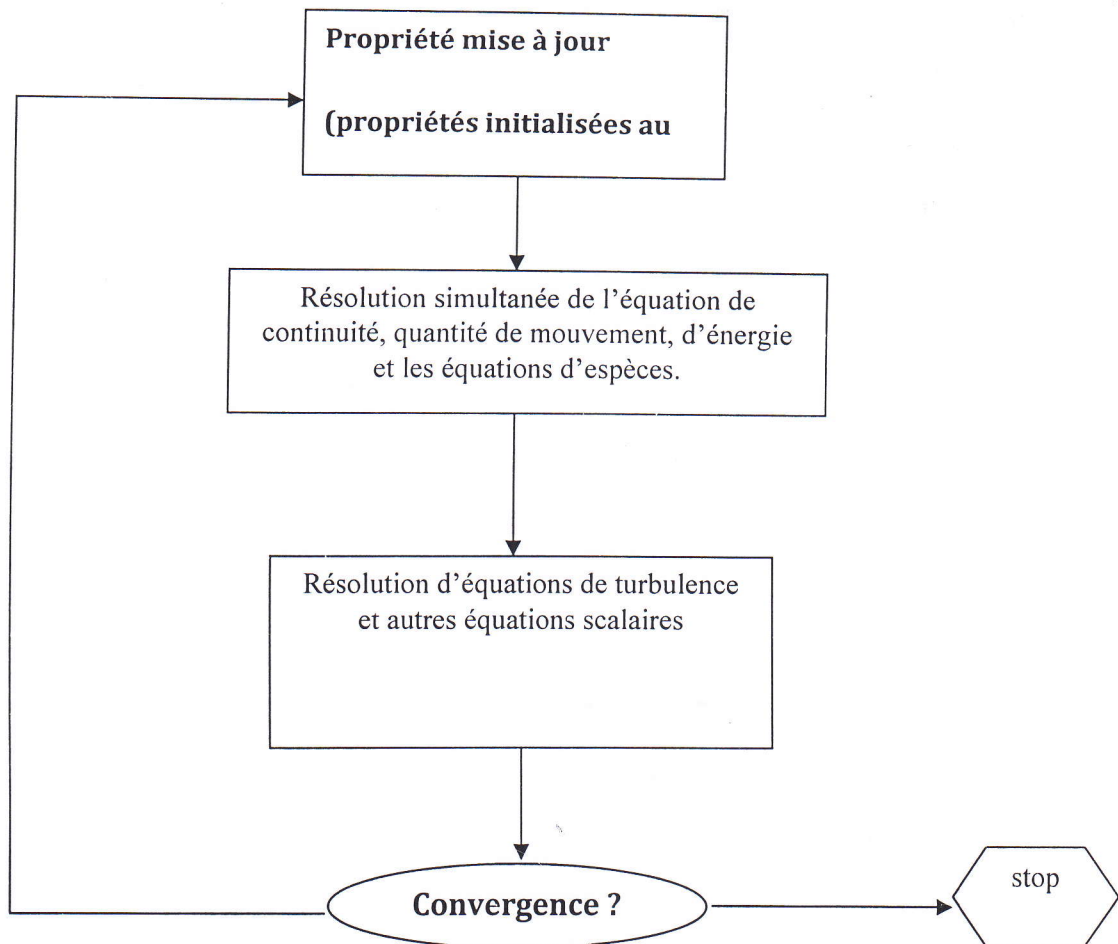 Propriété mise à jour
(propriétés initialisées au
Résolution simultanée de l'équation de
continuité, quantité de mouvement, d'énergie
et les équations d'espèces.
Résolution d'équations de turbulence
et autres équations scalaires
Convergence ?
stop